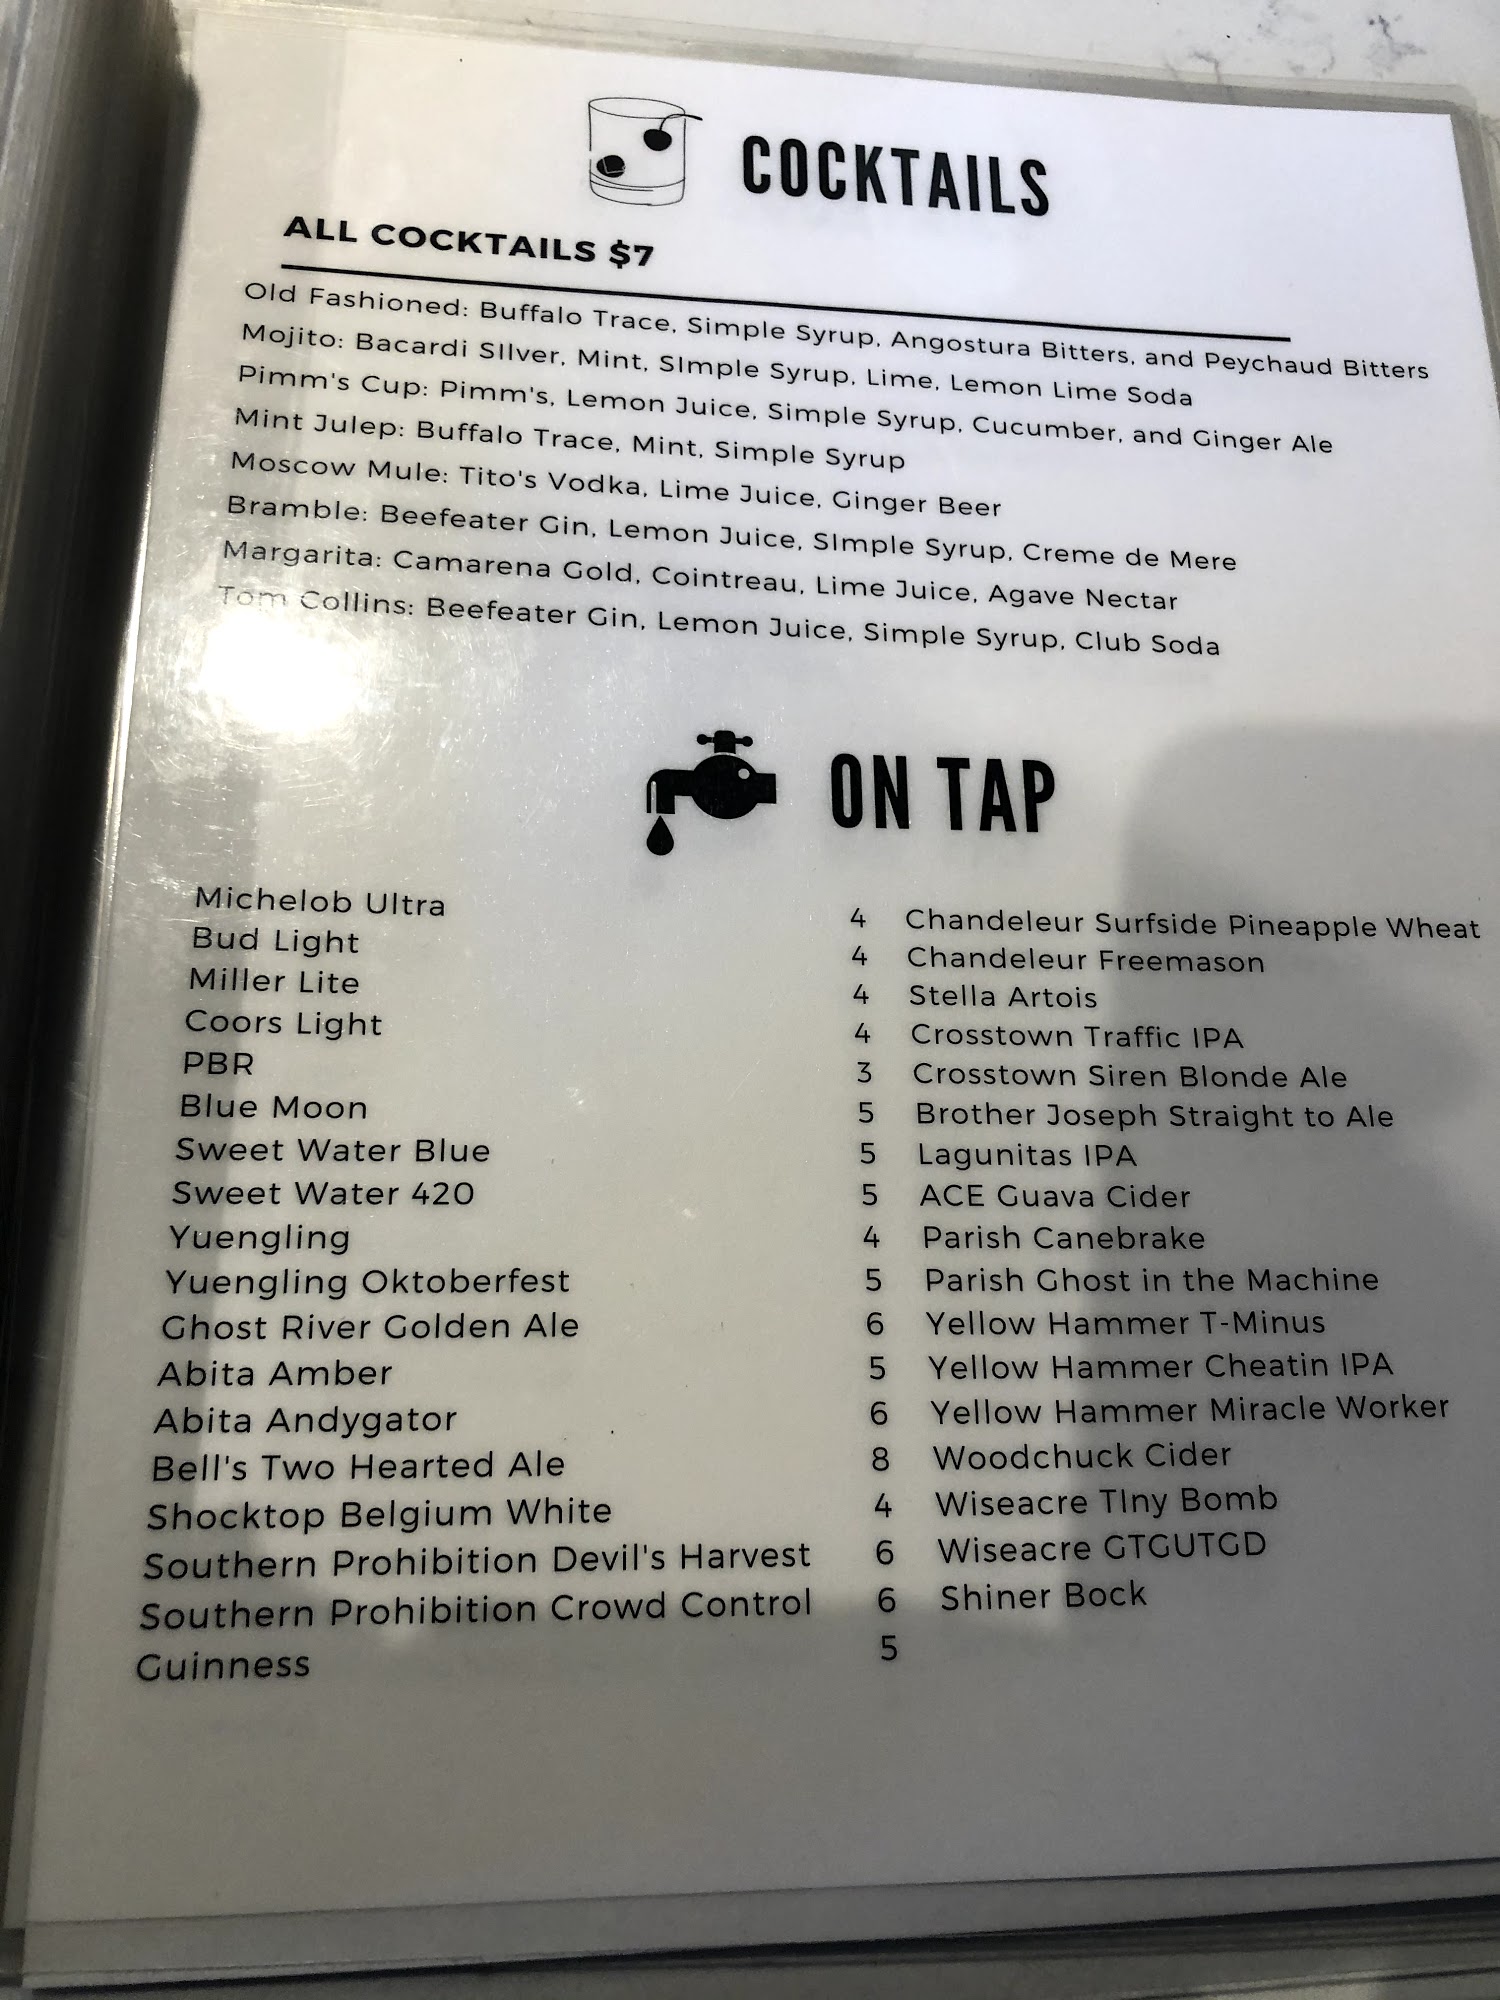 COCKTAILS
ALL COCKTAILS $7
Old Fashioned: Buffalo Trace, Simple Syrup, Angostura Bitters, and Peychaud Bitters
Mojito: Bacardi SIlver, Mint, SImple Syrup, Lime, Lemon Lime Soda
Pimm's Cup: Pimm's, Lemon Juice, Simple Syrup, Cucumber, and Ginger Ale
Mint Julep: Buffalo Trace, Mint, Simple Syrup
Moscow Mule: Tito's Vodka, Lime Juice, Ginger Beer
Bramble: Beefeater Gin, Lemon Juice, SImple Syrup, Creme de Mere
Margarita: Camarena Gold, Cointreau, Lime Juice, Agave Nectar
Tom Collins: Beefeater Gin, Lemon Juice, Simple Syrup, Club Soda
ON TAP
Michelob Ultra 4
Bud Light 4
Miller Lite 4
Coors Light 4
PBR 3
Blue Moon 5
Sweet Water Blue 5
Sweet Water 420 5
Yuengling 4
Yuengling Oktoberfest 5
Ghost River Golden Ale 6
Abita Amber 5
Abita Andygator 6
Bell's Two Hearted Ale 8
Shocktop Belgium White 4
Southern Prohibition Devil's Harvest 6
Southern Prohibition Crowd Control 6
Guinness 5
Chandeleur Surfside Pineapple Wheat
Chandeleur Freemason
Stella Artois
Crosstown Traffic IPA
Crosstown Siren Blonde Ale
Brother Joseph Straight to Ale
Lagunitas IPA
ACE Guava Cider
Parish Canebrake
Parish Ghost in the Machine
Yellow Hammer T-Minus
Yellow Hammer Cheatin IPA
Yellow Hammer Miracle Worker
Woodchuck Cider
Wiseacre TIny Bomb
Wiseacre GTGUTGD
Shiner Bock